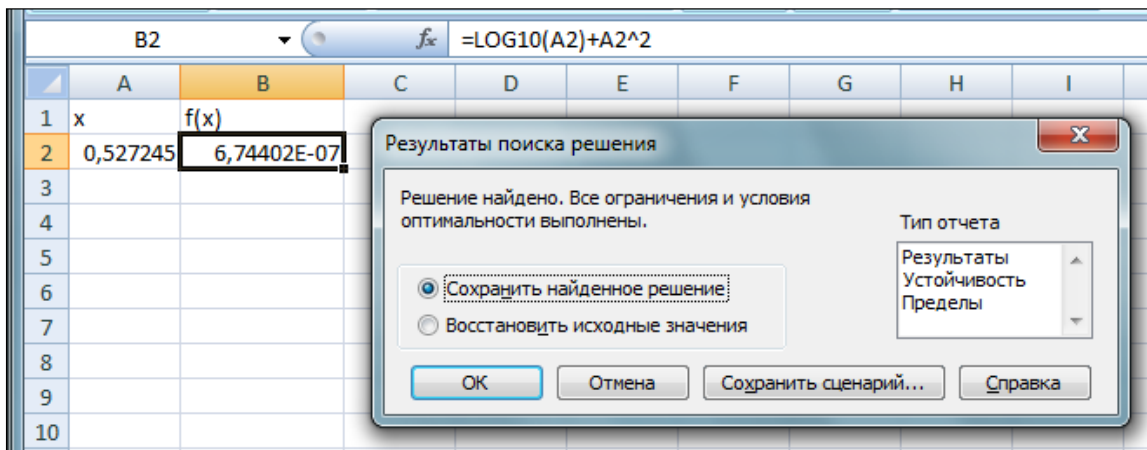 B2 fx =LOG10(A2)+A2^2
A B C D E F G H I
1 x f(x)
2 0,527245 6,74402E-07
3
4
5
6
7
8
9
10
Результаты поиска решения
Решение найдено. Все ограничения и условия
оптимальности выполнены.
Тип отчета
Результаты
Устойчивость
Пределы
Сохранить найденное решение
Восстановить исходные значения
ОК Отмена Сохранить сценарий... Справка